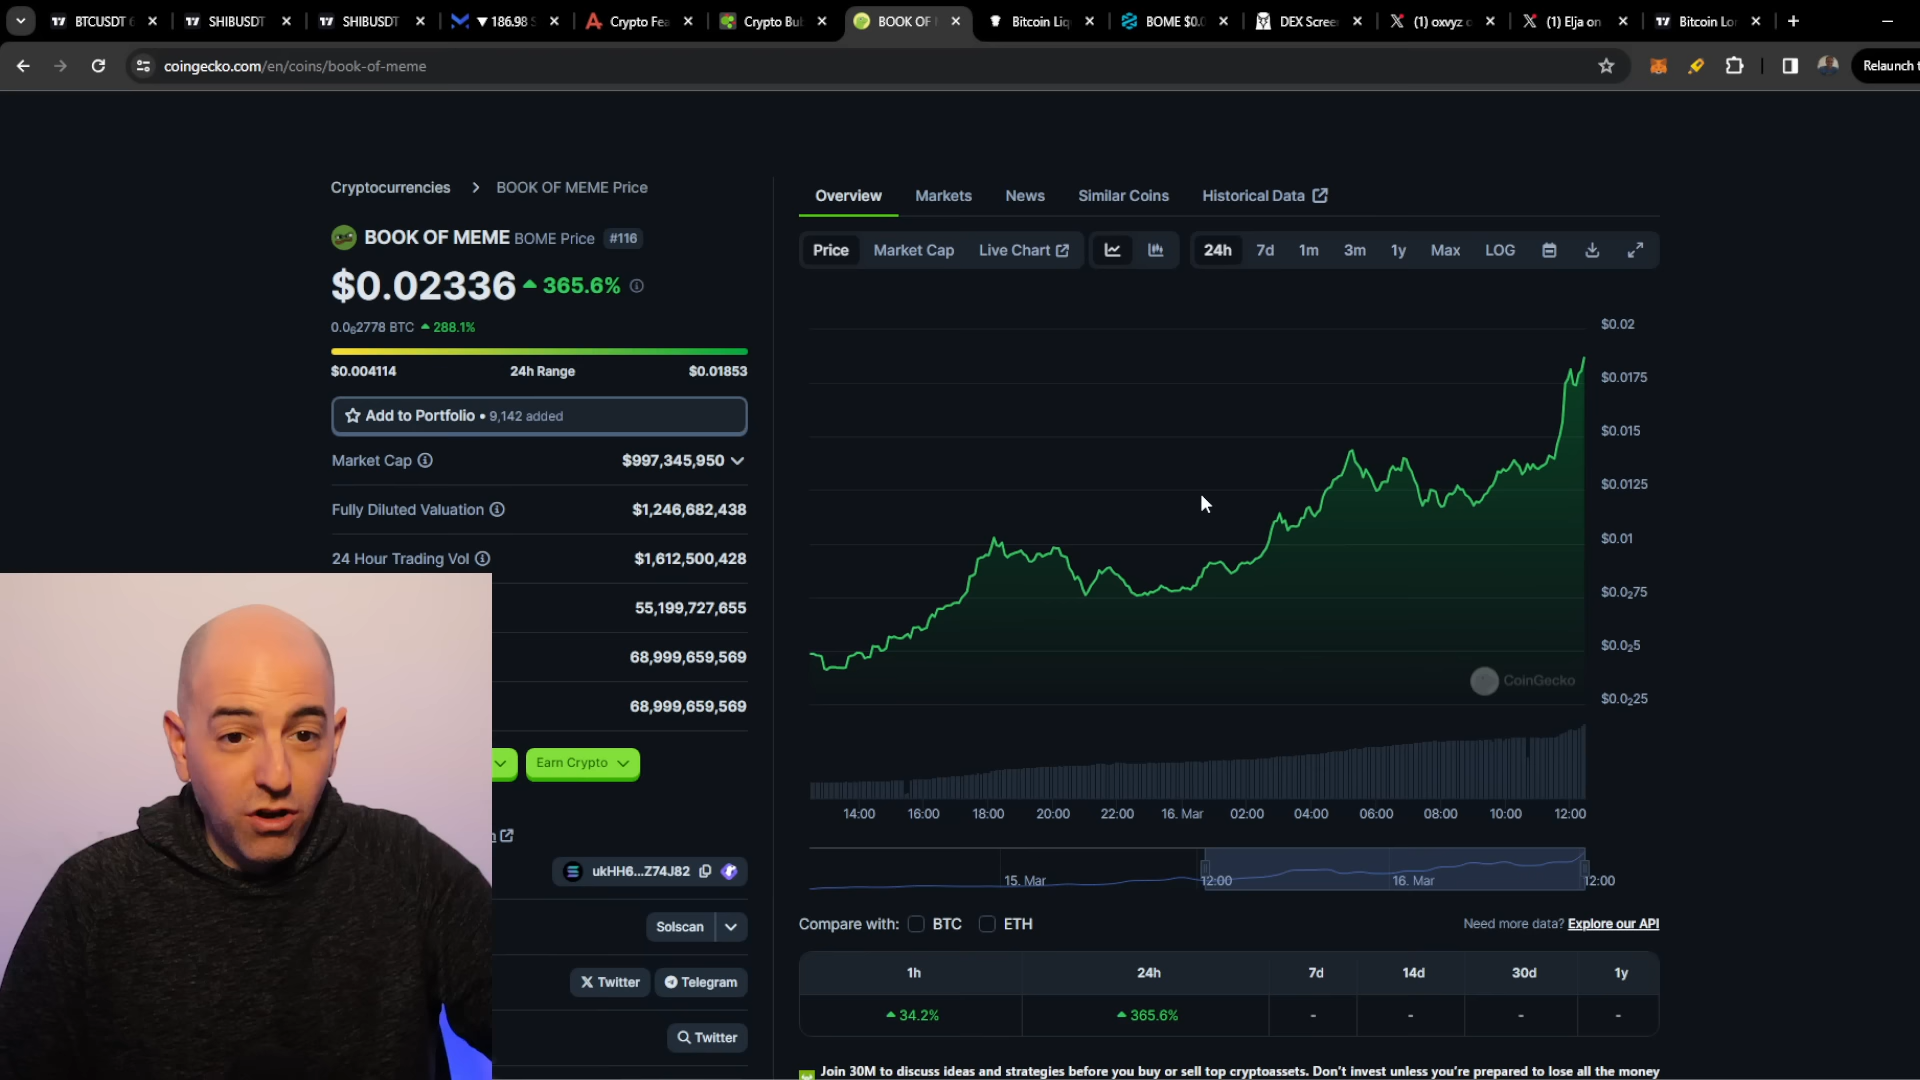 BTCUSDT 6
SHIBUSDT
SHIBUSDT
▼ 186.98 S
Crypto Fea
Crypto Bu
BOOK OF
Bitcoin Liq
BOME $0.0
DEX Scree
(1) oxvyz o
(1) Elja on
Bitcoin Lo
coingecko.com/en/coins/book-of-meme
Relaunch t
Cryptocurrencies > BOOK OF MEME Price
BOOK OF MEME BOME Price #116
$0.02336 ▲ 365.6%
0.0₆2778 BTC ▲ 288.1%
$0.004114 24h Range $0.01853
Add to Portfolio • 9,142 added
Market Cap $997,345,950
Fully Diluted Valuation $1,246,682,438
24 Hour Trading Vol $1,612,500,428
55,199,727,655
68,999,659,569
68,999,659,569
Earn Crypto
ukHH6...Z74J82
Solscan
Twitter Telegram
Twitter
Overview Markets News Similar Coins Historical Data
Price Market Cap Live Chart 24h 7d 1m 3m 1y Max LOG
$0.02
$0.0175
$0.015
$0.0125
$0.01
$0.0₂75
$0.0₂5
$0.0₂25
CoinGecko
14:00 16:00 18:00 20:00 22:00 16. Mar 02:00 04:00 06:00 08:00 10:00 12:00
15. Mar 12:00 16. Mar 12:00
Compare with: BTC ETH
Need more data? Explore our API
1h 24h 7d 14d 30d 1y
▲ 34.2% ▲ 365.6% - - - -
Join 30M to discuss ideas and strategies before you buy or sell top cryptoassets. Don't invest unless you're prepared to lose all the money